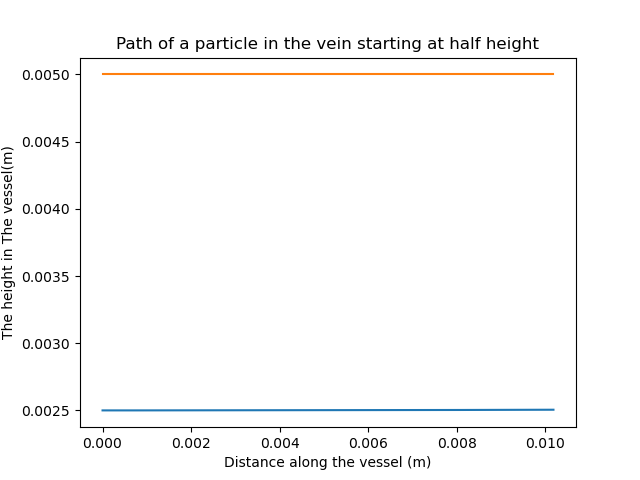 Path of a particle in the vein starting at half height
0.0050
0.0045
0.0040
0.0035
0.0030
0.0025
The height in The vessel(m)
0.000 0.002 0.004 0.006 0.008 0.010
Distance along the vessel (m)